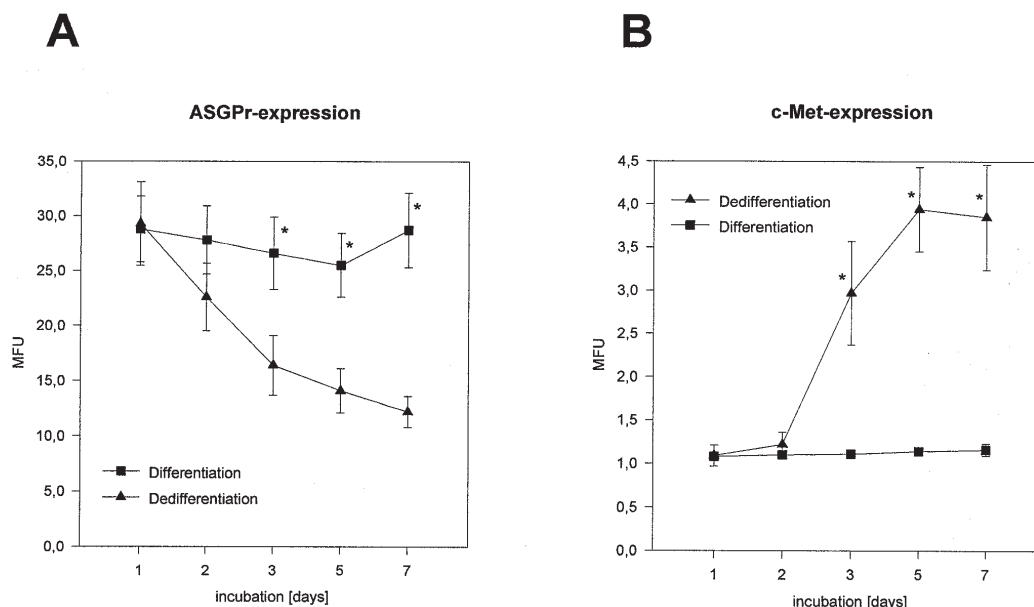 A
ASGPr-expression
35,0
30,0
25,0
20,0
15,0
10,0
5,0
0,0
MFU
*
*
*
Differentiation
Dedifferentiation
1
2
3
5
7
incubation [days]
B
c-Met-expression
4,5
4,0
3,5
3,0
2,5
2,0
1,5
1,0
0,5
0,0
MFU
Dedifferentiation
Differentiation
*
*
*
1
2
3
5
7
incubation [days]